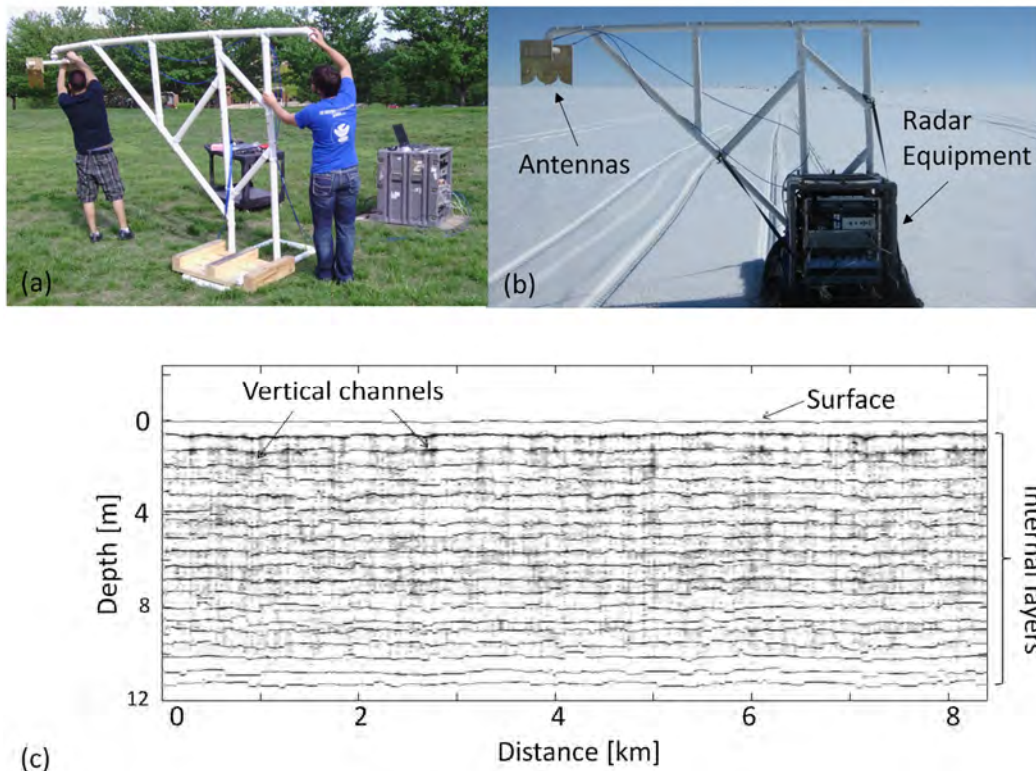 (a)
Antennas
Radar
Equipment
(b)
Vertical channels
Surface
0
4
8
12
Depth [m]
Internal layers
0
2
4
6
8
Distance [km]
(c)